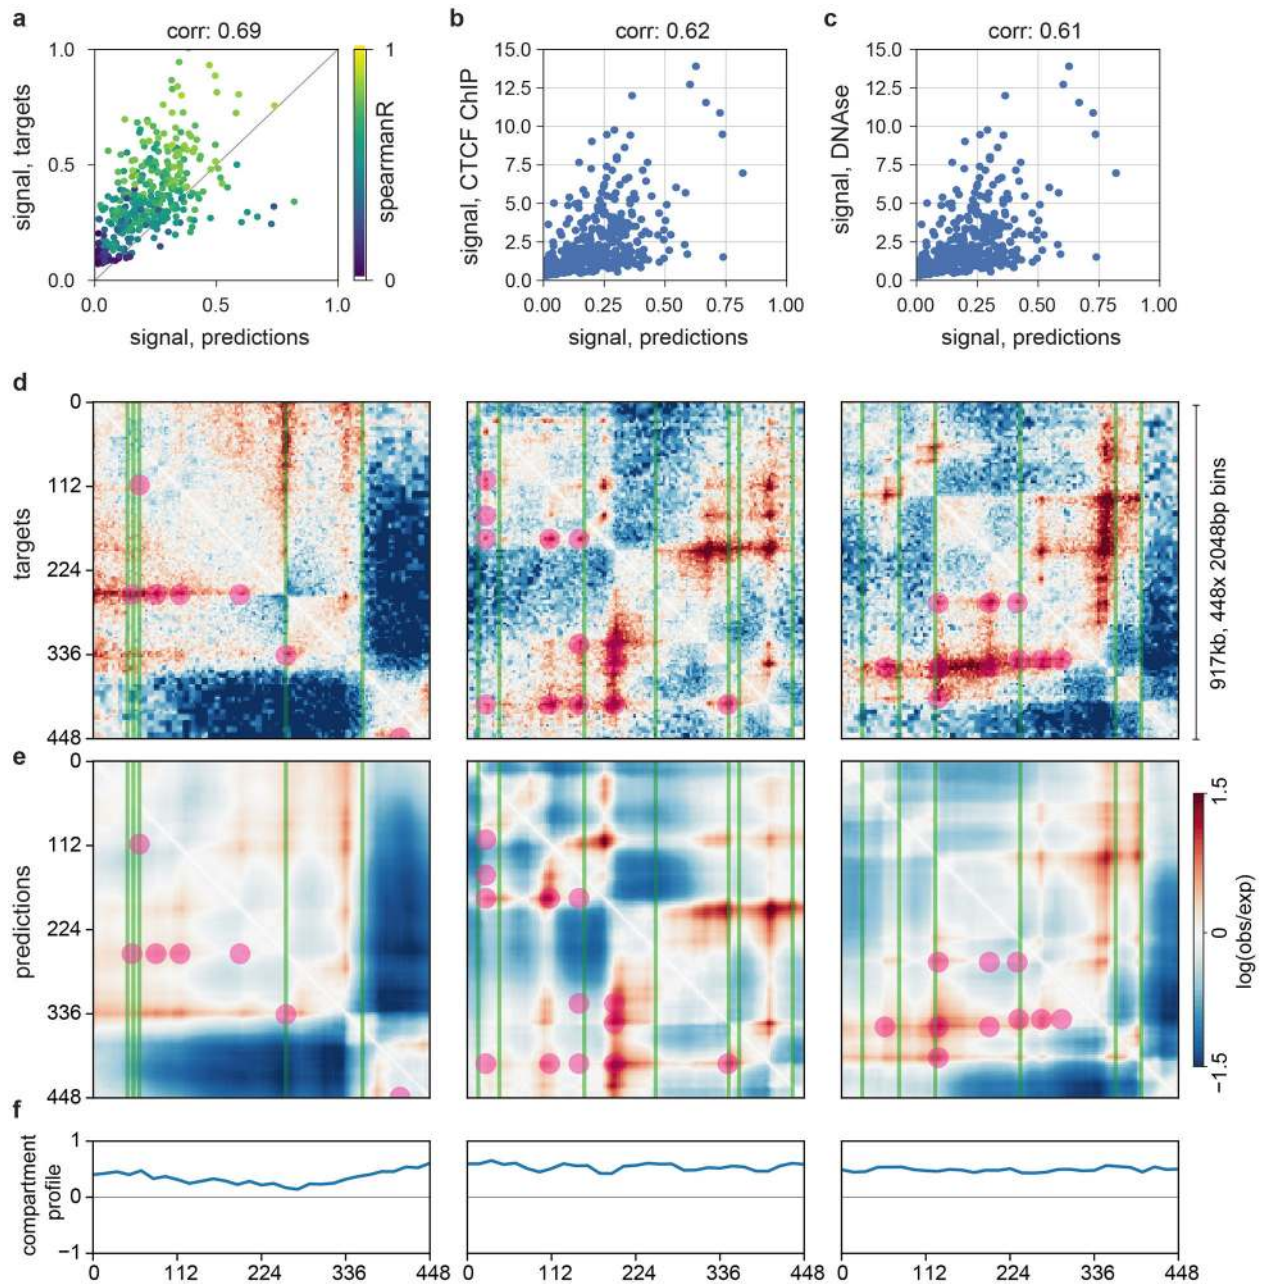 a
corr: 0.69
1.0
0.5
0.0
signal, targets
0.0
0.5
1.0
signal, predictions
1
0
spearmanR
b
corr: 0.62
15.0
12.5
10.0
7.5
5.0
2.5
0.0
signal, CTCF ChIP
0.00
0.25
0.50
0.75
1.00
signal, predictions
c
corr: 0.61
15.0
12.5
10.0
7.5
5.0
2.5
0.0
signal, DNAse
0.00
0.25
0.50
0.75
1.00
signal, predictions
d
targets
0
112
224
336
448
917kb, 448x 2048bp bins
e
predictions
0
112
224
336
448
1.5
0
−1.5
log(obs/exp)
f
compartment
profile
1
0
−1
0
112
224
336
448
0
112
224
336
448
0
112
224
336
448